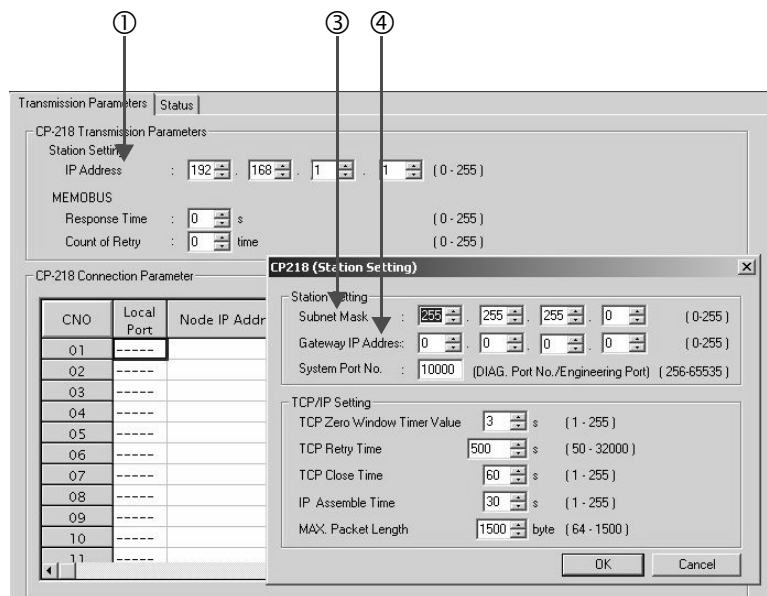 ① ③ ④
Transmission Parameters Status
CP-218 Transmission Parameters
Station Setting
IP Address : 192 . 168 . 1 . 1 ( 0 - 255 )
MEMOBUS
Response Time : 0 s ( 0 - 255 )
Count of Retry : 0 time ( 0 - 255 )
CP-218 Connection Parameter
CNO Local Port Node IP Addr
01 -----
02 -----
03 -----
04 -----
05 -----
06 -----
07 -----
08 -----
09 -----
10 -----
11 -----
CP218 (Station Setting)
Station Setting
Subnet Mask : 255 . 255 . 255 . 0 ( 0-255 )
Gateway IP Addres: 0 . 0 . 0 . 0 ( 0-255 )
System Port No. : 10000 (DIAG. Port No./Engineering Port) ( 256-65535 )
TCP/IP Setting
TCP Zero Window Timer Value 3 s ( 1 - 255 )
TCP Retry Time 500 s ( 50 - 32000 )
TCP Close Time 60 s ( 1 - 255 )
IP Assemble Time 30 s ( 1 - 255 )
MAX. Packet Length 1500 byte ( 64 - 1500 )
OK Cancel